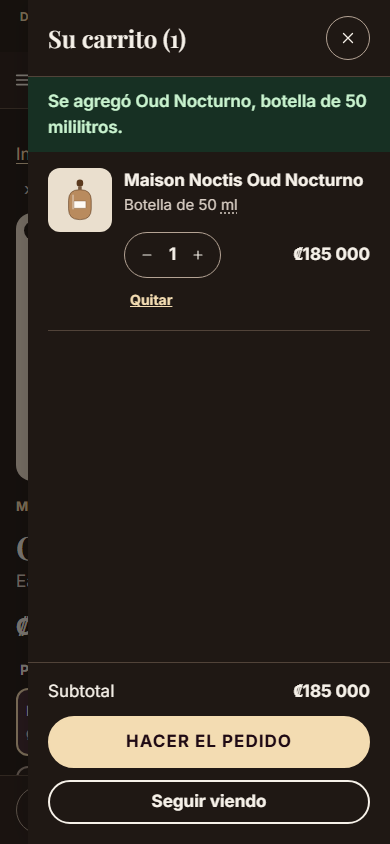 Su carrito (1)
Se agregó Oud Nocturno, botella de 50
mililitros.
Maison Noctis Oud Nocturno
Botella de 50 ml
− 1 +
₡185 000
Quitar
Subtotal
₡185 000
HACER EL PEDIDO
Seguir viendo